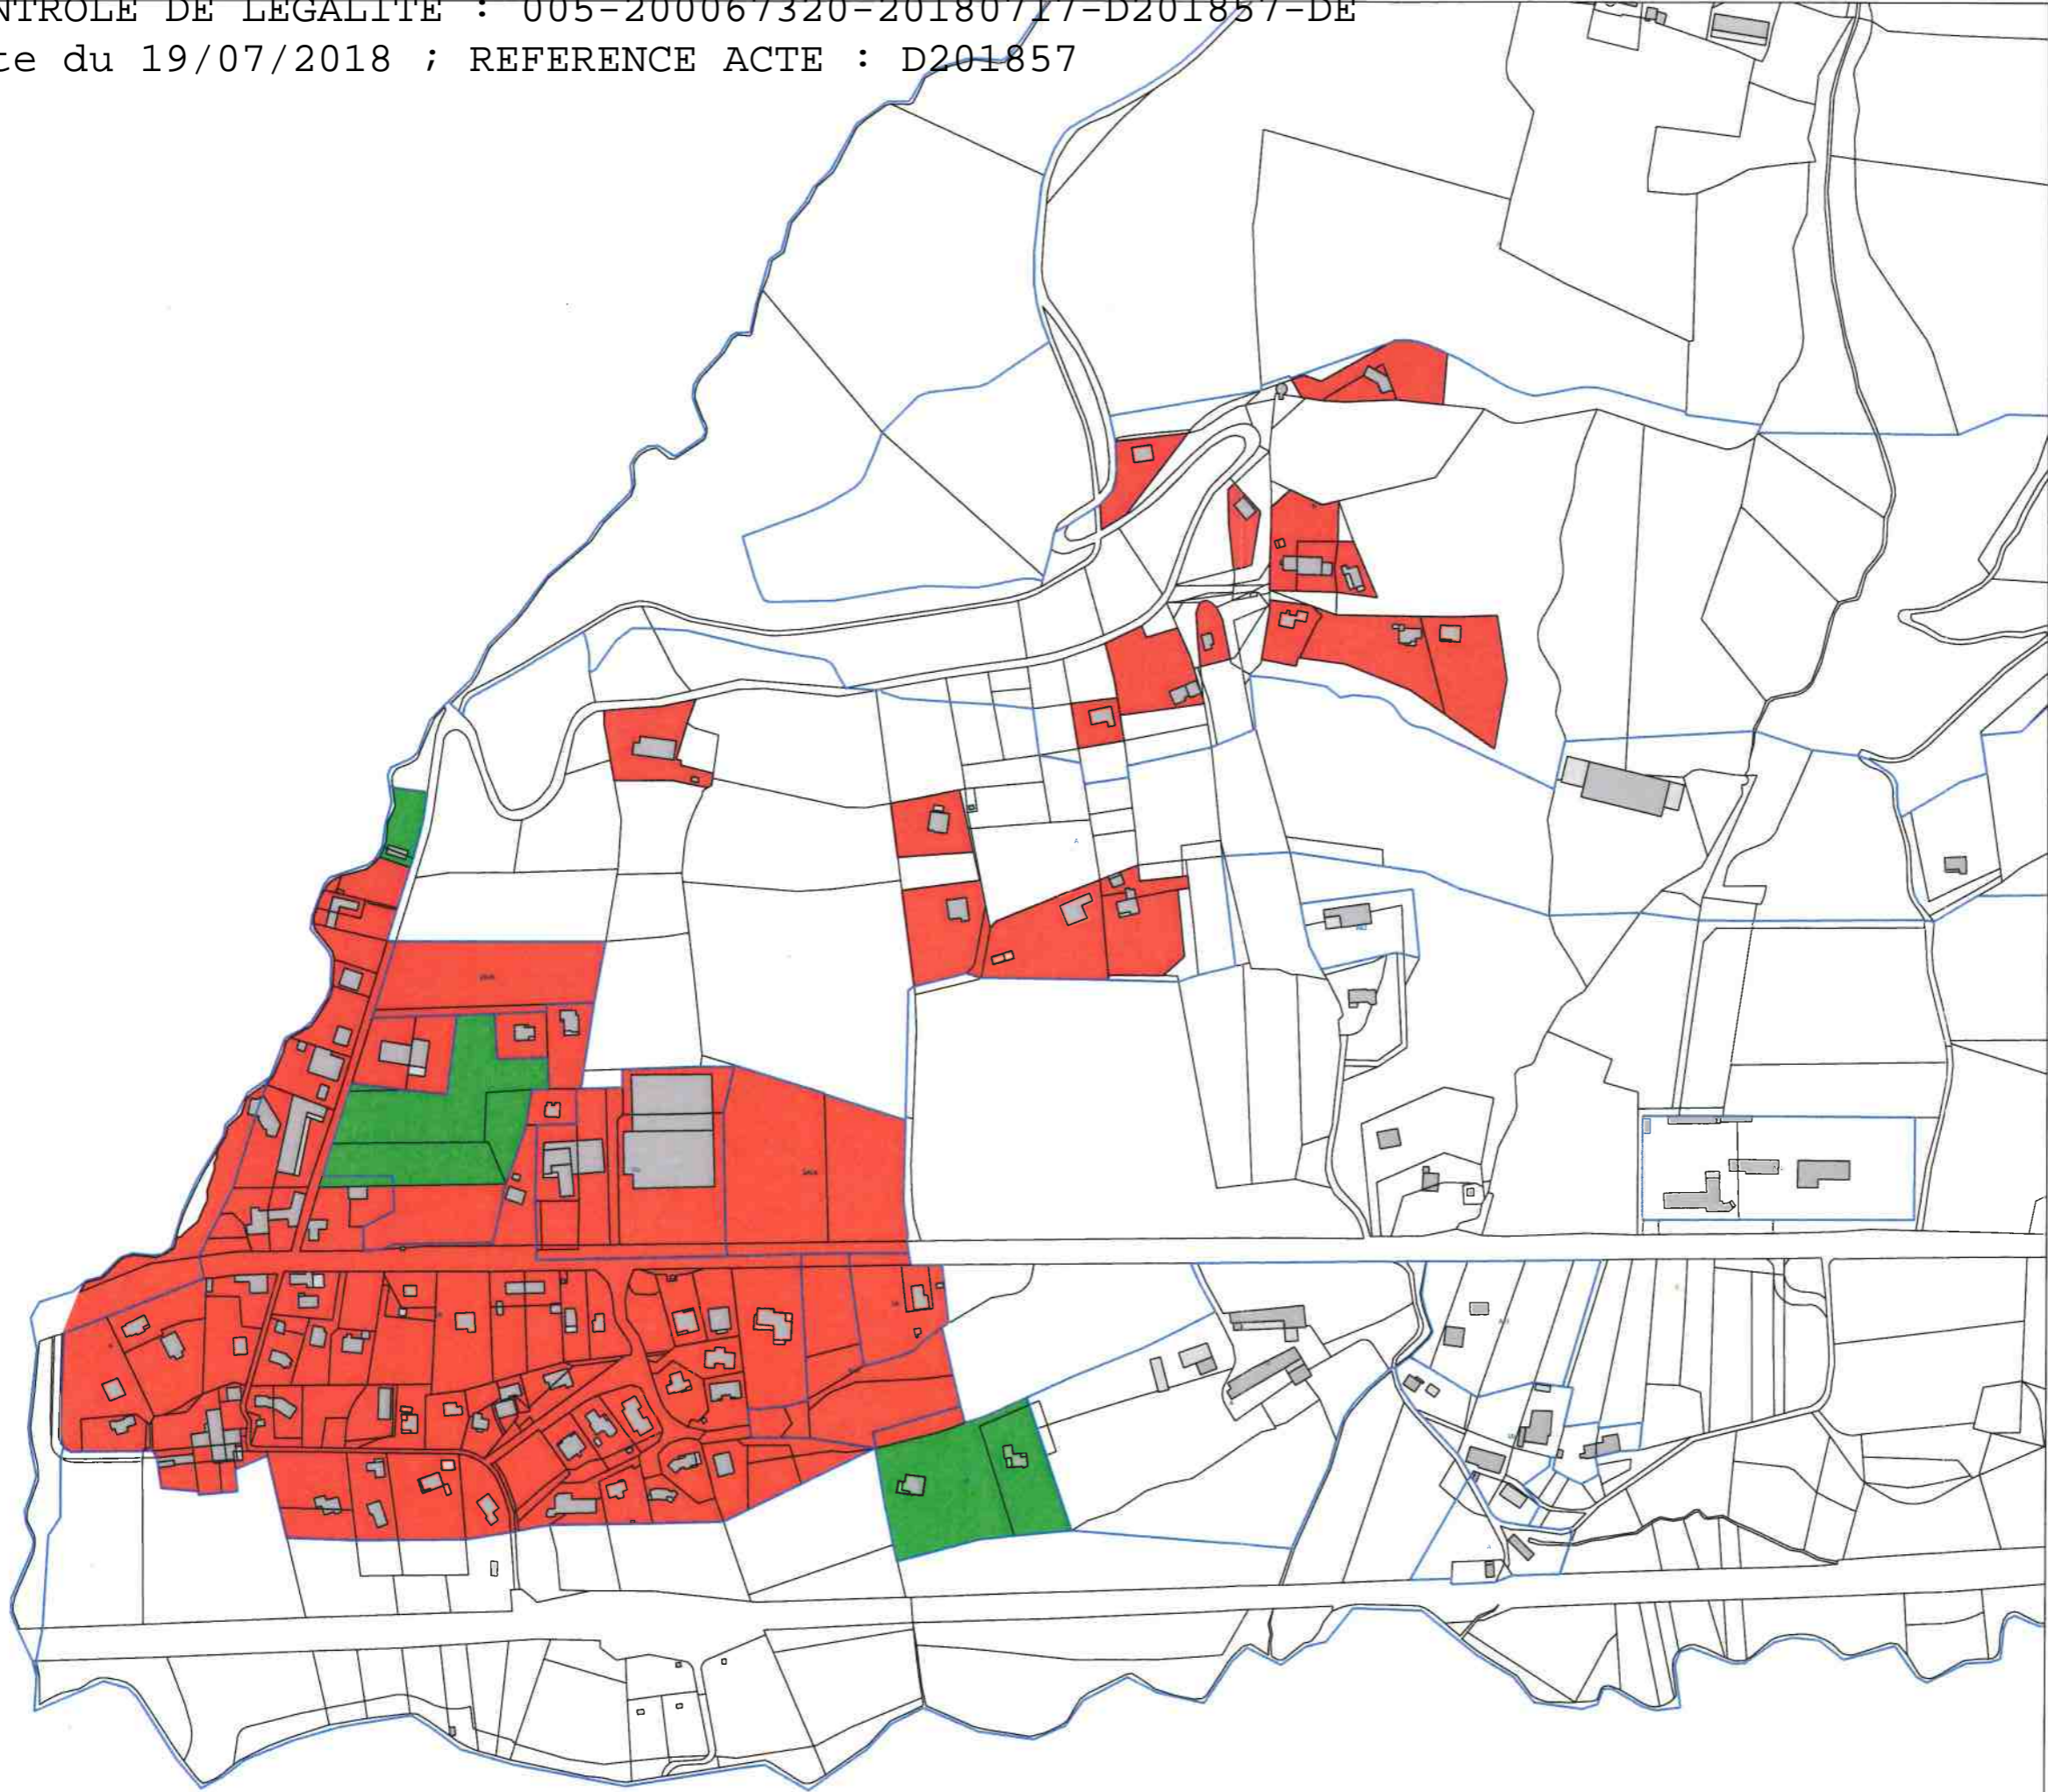 NTROLE DE LEGALITE : 005-200067320-20180717-D201857-DE
te du 19/07/2018 ; REFERENCE ACTE : D201857